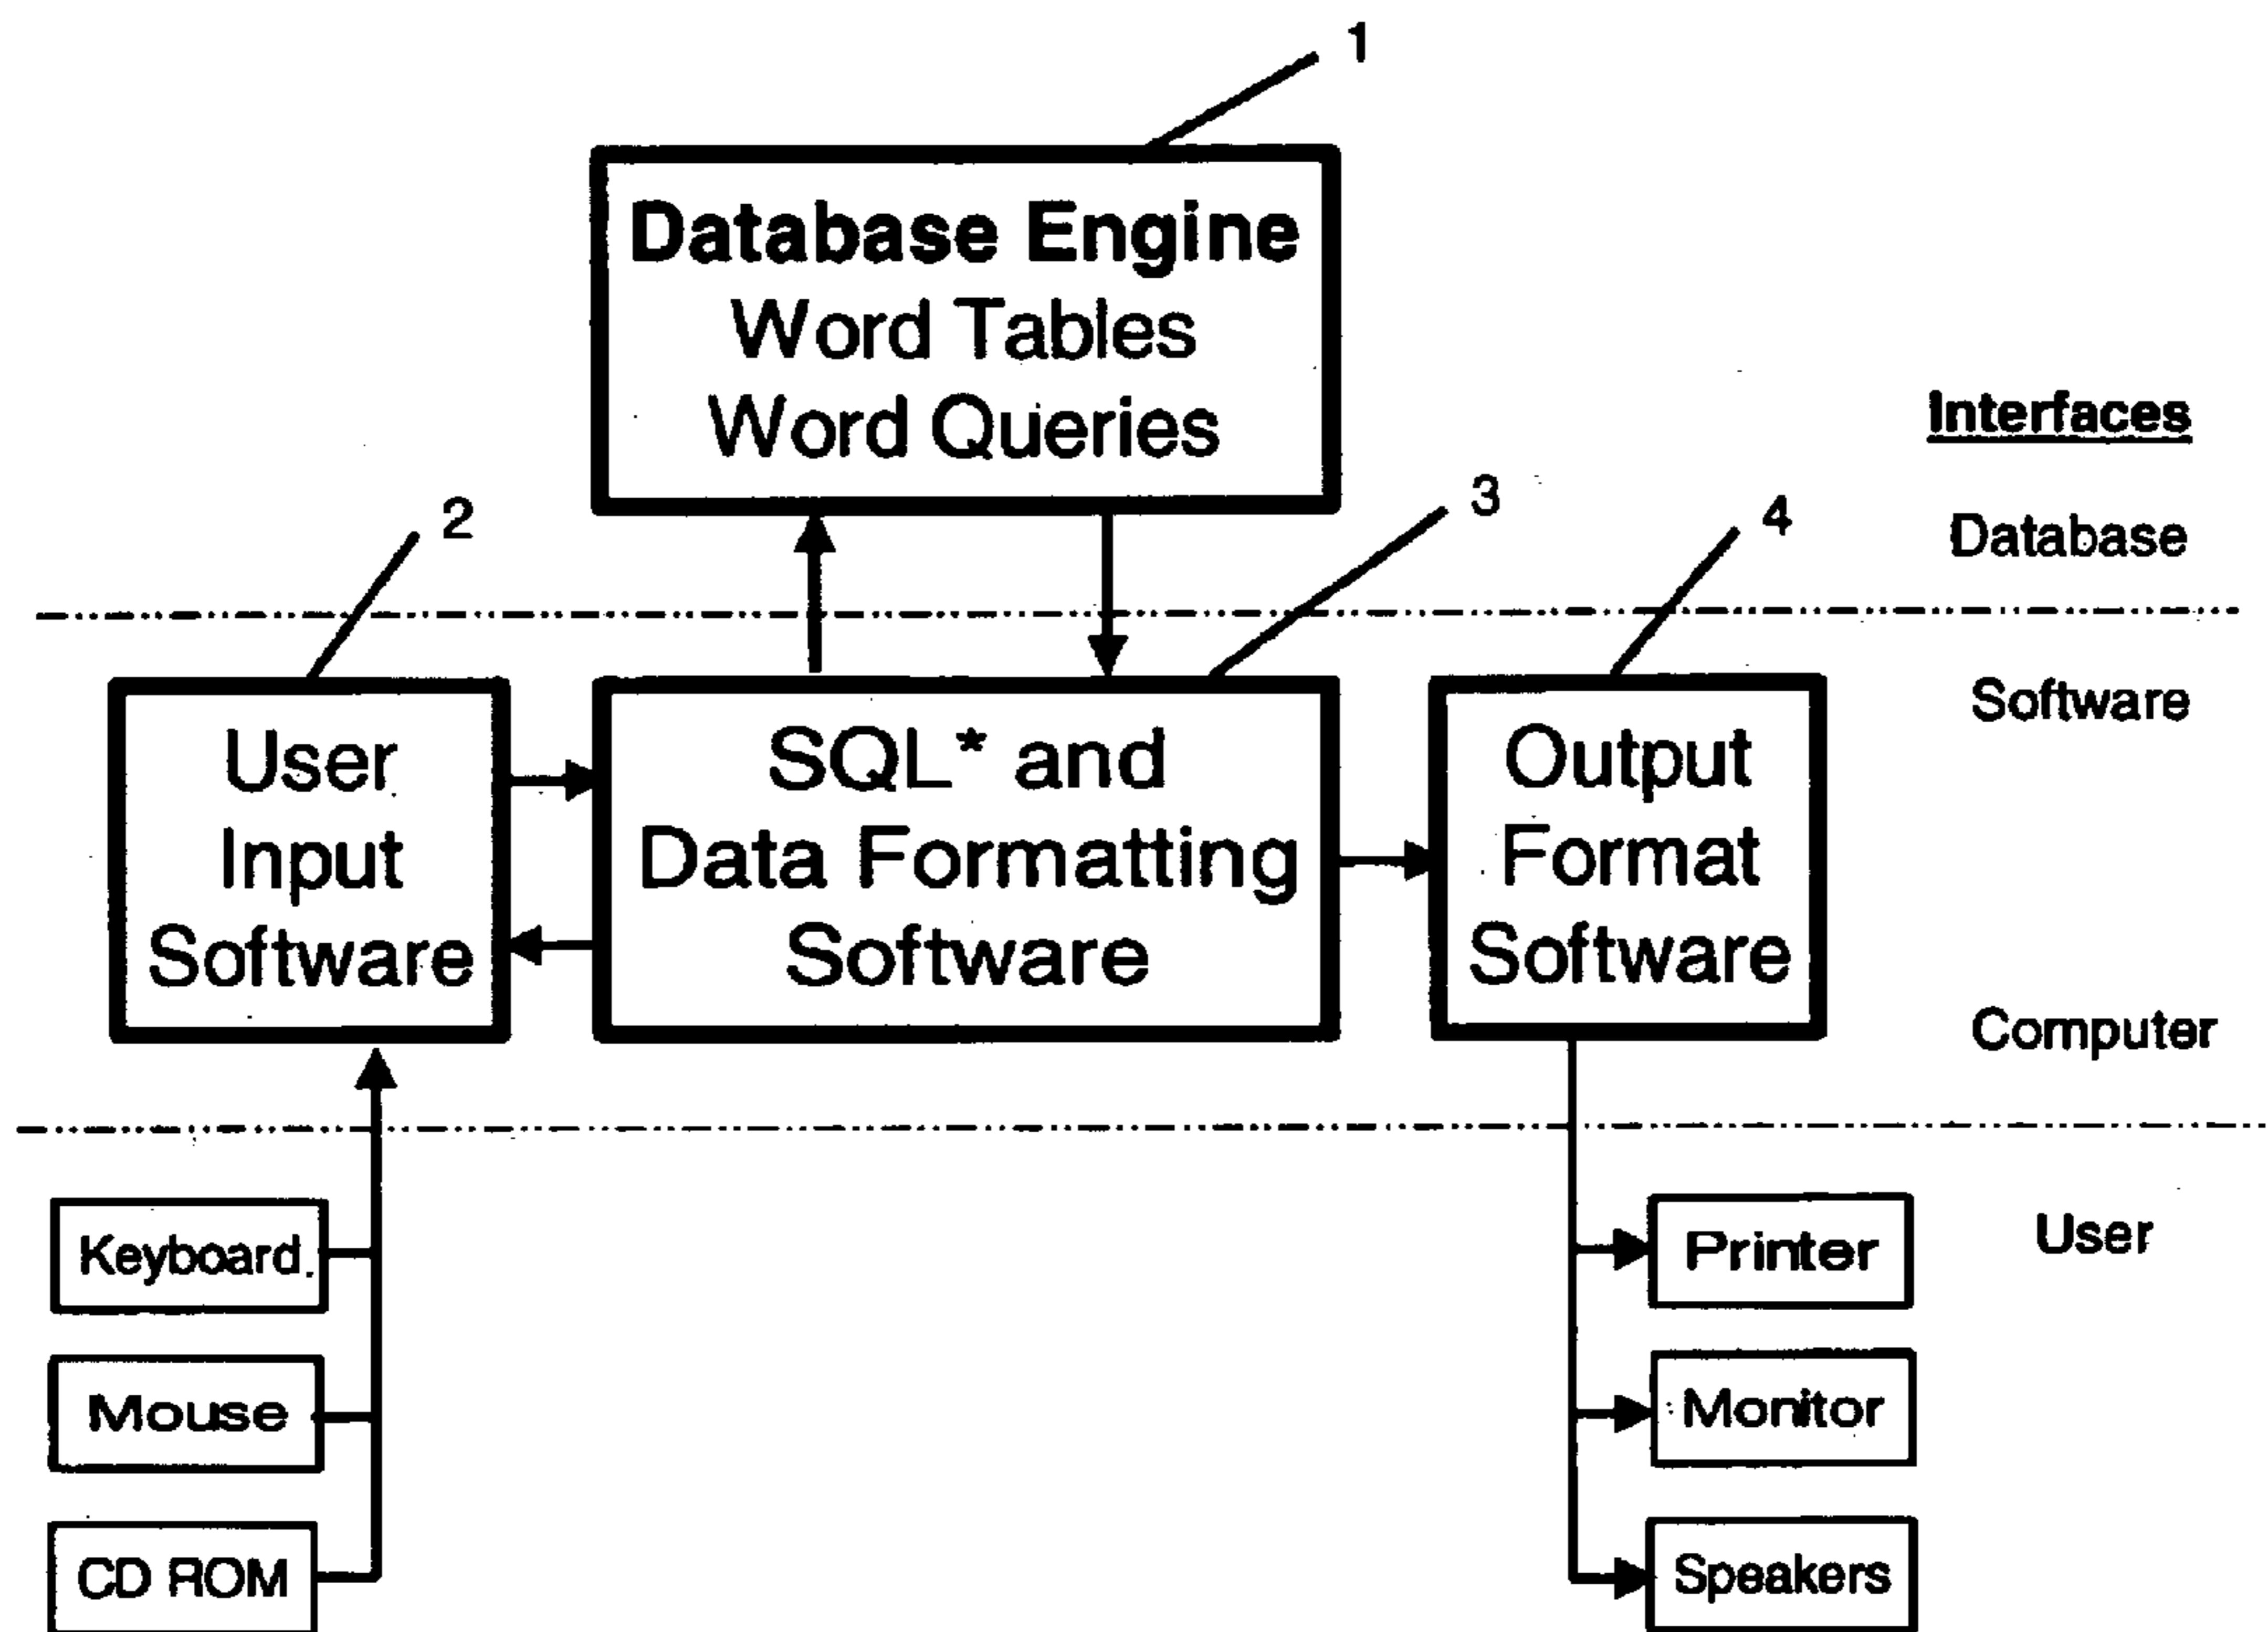 1
Database Engine
Word Tables
Word Queries
Interfaces
Database
2
3
4
Software
User
Input
Software
SQL* and
Data Formatting
Software
Output
Format
Software
Computer
Keyboard
Mouse
CD ROM
Printer
Monitor
Speakers
User